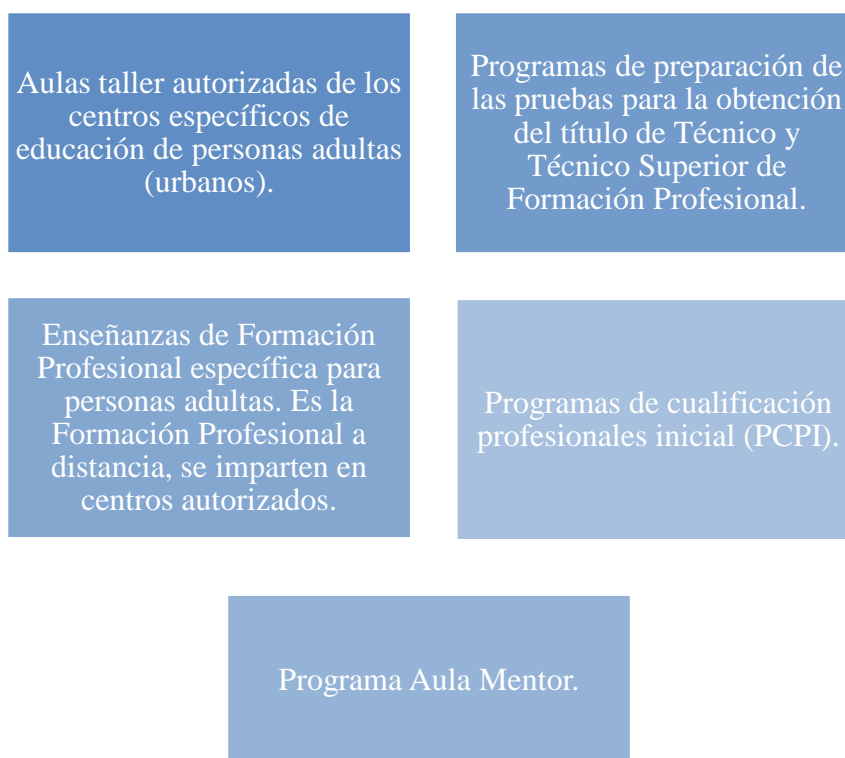 Aulas taller autorizadas de los
centros específicos de
educación de personas adultas
(urbanos).
Programas de preparación de
las pruebas para la obtención
del título de Técnico y
Técnico Superior de
Formación Profesional.
Enseñanzas de Formación
Profesional específica para
personas adultas. Es la
Formación Profesional a
distancia, se imparten en
centros autorizados.
Programas de cualificación
profesionales inicial (PCPI).
Programa Aula Mentor.